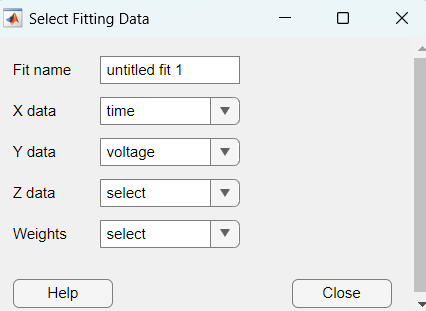 Select Fitting Data
Fit name untitled fit 1
X data time
Y data voltage
Z data select
Weights select
Help Close